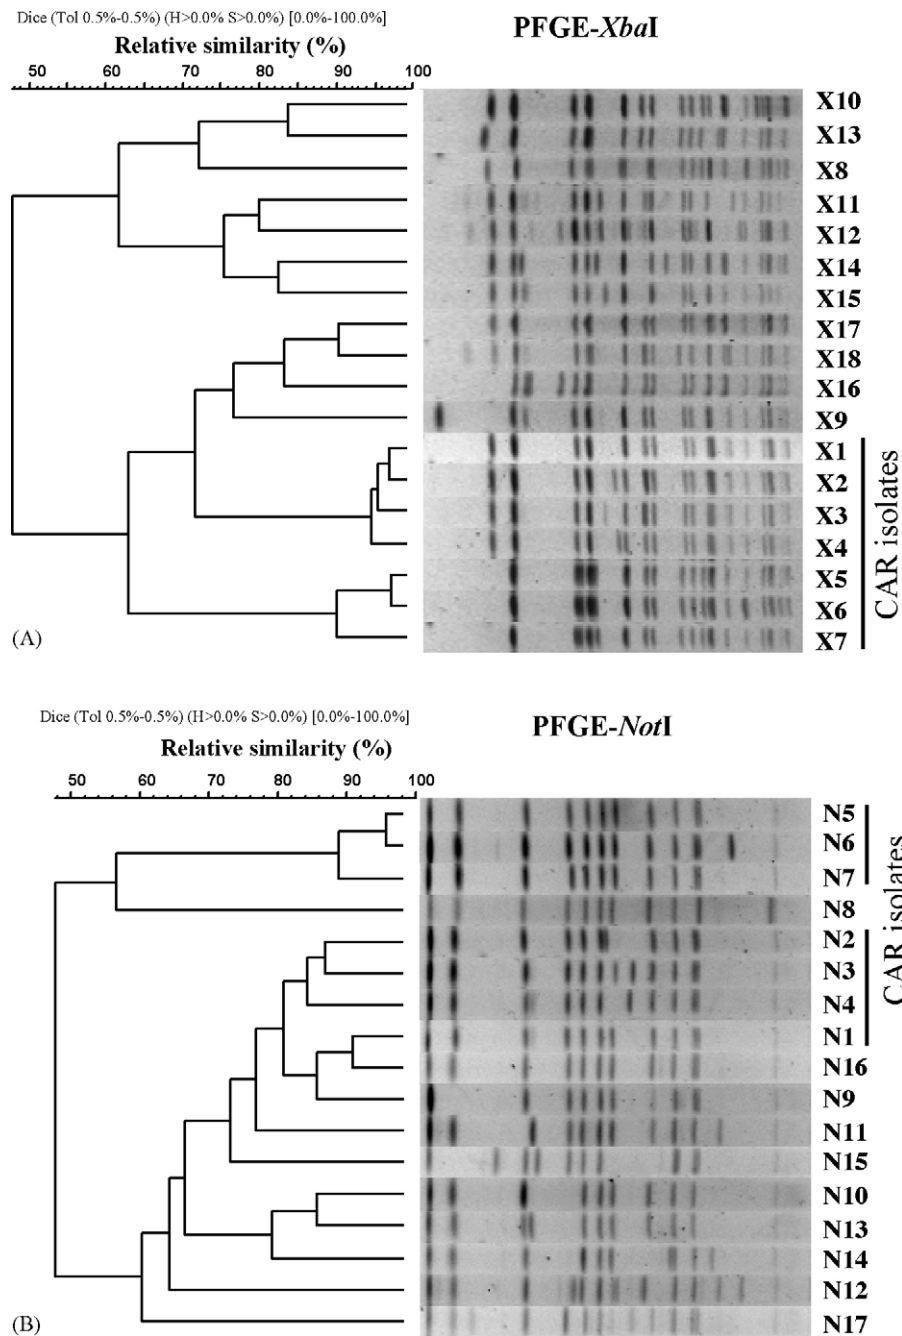 Dice (Tol 0.5%-0.5%) (H>0.0% S>0.0%) [0.0%-100.0%]
PFGE-XbaI
Relative similarity (%)
50 60 70 80 90 100
X10
X13
X8
X11
X12
X14
X15
X17
X18
X16
X9
X1
X2
X3
X4
X5
X6
X7
CAR isolates
(A)
Dice (Tol 0.5%-0.5%) (H>0.0% S>0.0%) [0.0%-100.0%]
PFGE-NotI
Relative similarity (%)
50 60 70 80 90 100
N5
N6
N7
N8
N2
N3
N4
N1
N16
N9
N11
N15
N10
N13
N14
N12
N17
CAR isolates
(B)